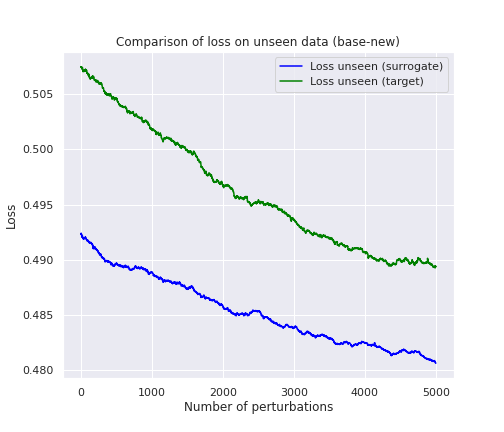 Comparison of loss on unseen data (base-new)
Loss unseen (surrogate)
Loss unseen (target)
0.505
0.500
0.495
0.490
0.485
0.480
Loss
0
1000
2000
3000
4000
5000
Number of perturbations